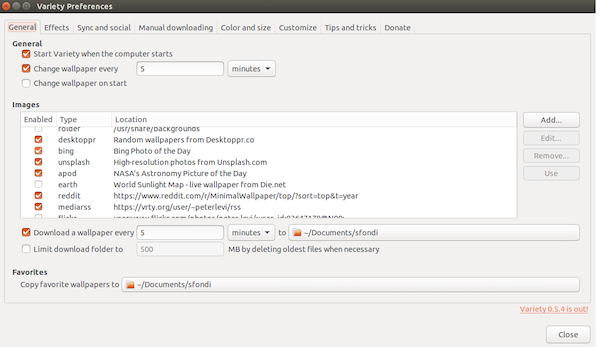 Variety Preferences
General Effects Sync and social Manual downloading Color and size Customize Tips and tricks Donate
General
Start Variety when the computer starts
Change wallpaper every 5 minutes
Change wallpaper on start
Images
Enabled Type Location
folder /usr/share/backgrounds
desktoppr Random wallpapers from Desktoppr.co
bing Bing Photo of the Day
unsplash High-resolution photos from Unsplash.com
apod NASA's Astronomy Picture of the Day
earth World Sunlight Map - live wallpaper from Die.net
reddit https://www.reddit.com/r/MinimalWallpaper/top/?sort=top&t=year
mediarss https://vrty.org/user/~peterlevi/rss
flickr
Add...
Edit...
Remove...
Use
Download a wallpaper every 5 minutes to ~/Documents/sfondi
Limit download folder to 500 MB by deleting oldest files when necessary
Favorites
Copy favorite wallpapers to ~/Documents/sfondi
Variety 0.5.4 is out!
Close